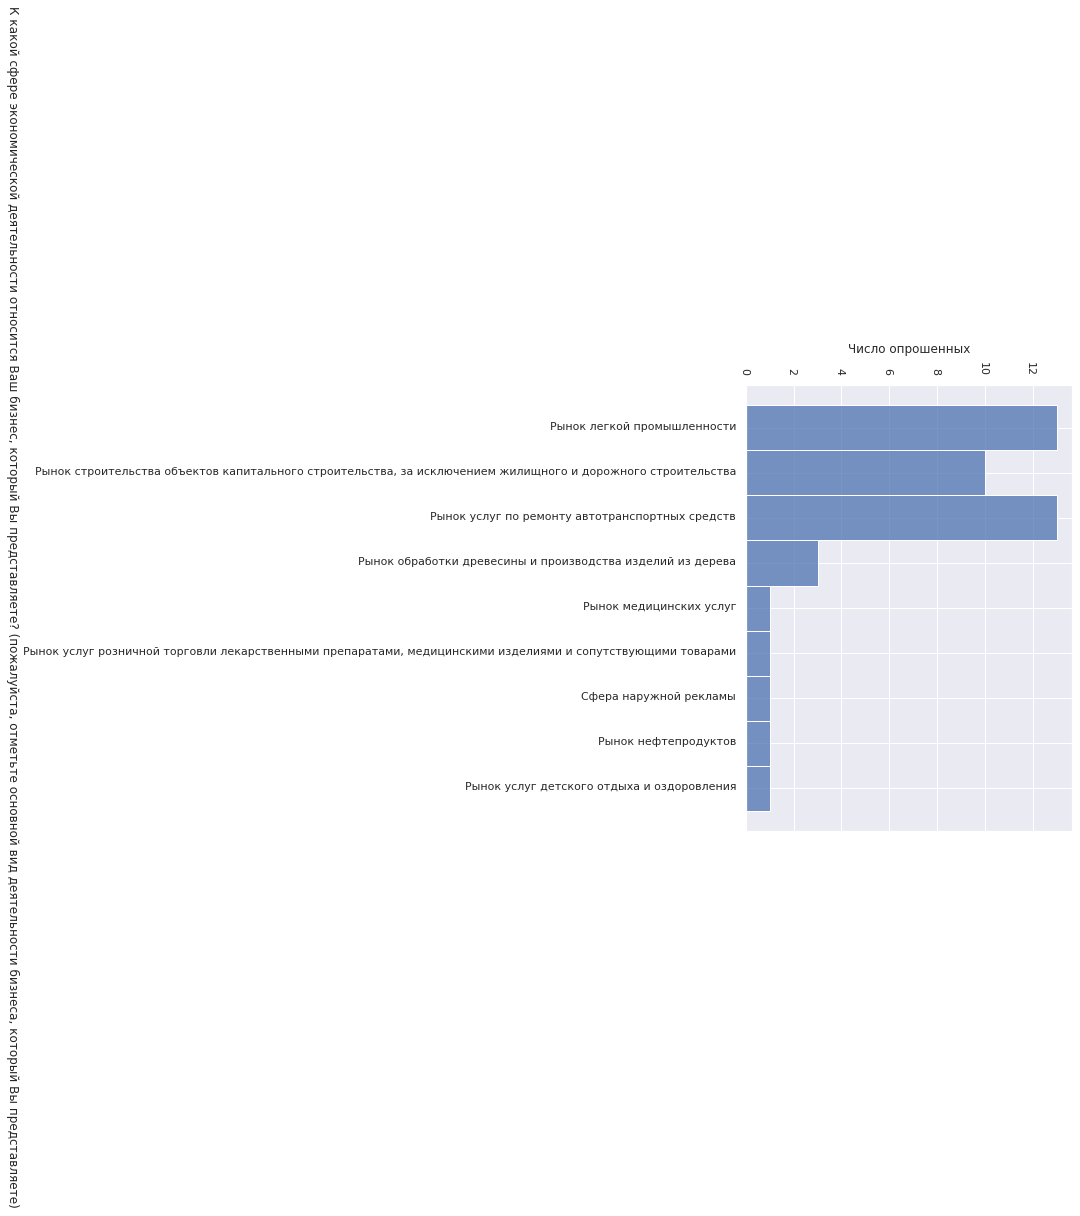 К какой сфере экономической деятельности относится Ваш бизнес, который Вы представляете? (пожалуйста, отметьте основной вид деятельности бизнеса, который Вы представляете)
Число опрошенных
0 2 4 6 8 10 12
Рынок легкой промышленности
Рынок строительства объектов капитального строительства, за исключением жилищного и дорожного строительства
Рынок услуг по ремонту автотранспортных средств
Рынок обработки древесины и производства изделий из дерева
Рынок медицинских услуг
Рынок услуг розничной торговли лекарственными препаратами, медицинскими изделиями и сопутствующими товарами
Сфера наружной рекламы
Рынок нефтепродуктов
Рынок услуг детского отдыха и оздоровления